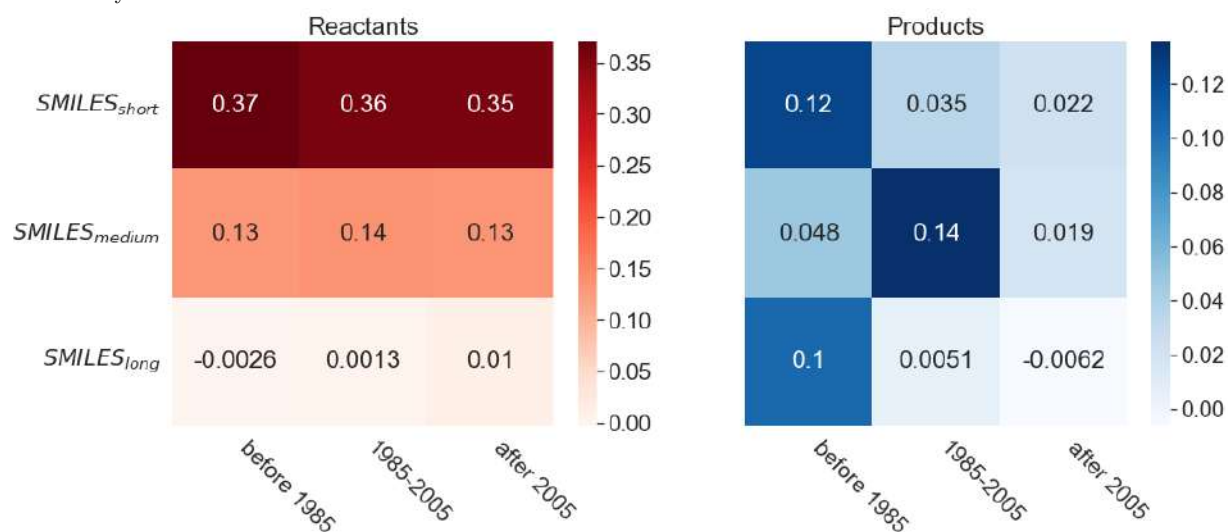 Reactants
Products
SMILES_short 0.37 0.36 0.35
SMILES_medium 0.13 0.14 0.13
SMILES_long -0.0026 0.0013 0.01
0.35
0.30
0.25
0.20
0.15
0.10
0.05
0.00
before 1985
1985-2005
after 2005
0.12 0.035 0.022
0.048 0.14 0.019
0.1 0.0051 -0.0062
0.12
0.10
0.08
0.06
0.04
0.02
0.00
before 1985
1985-2005
after 2005